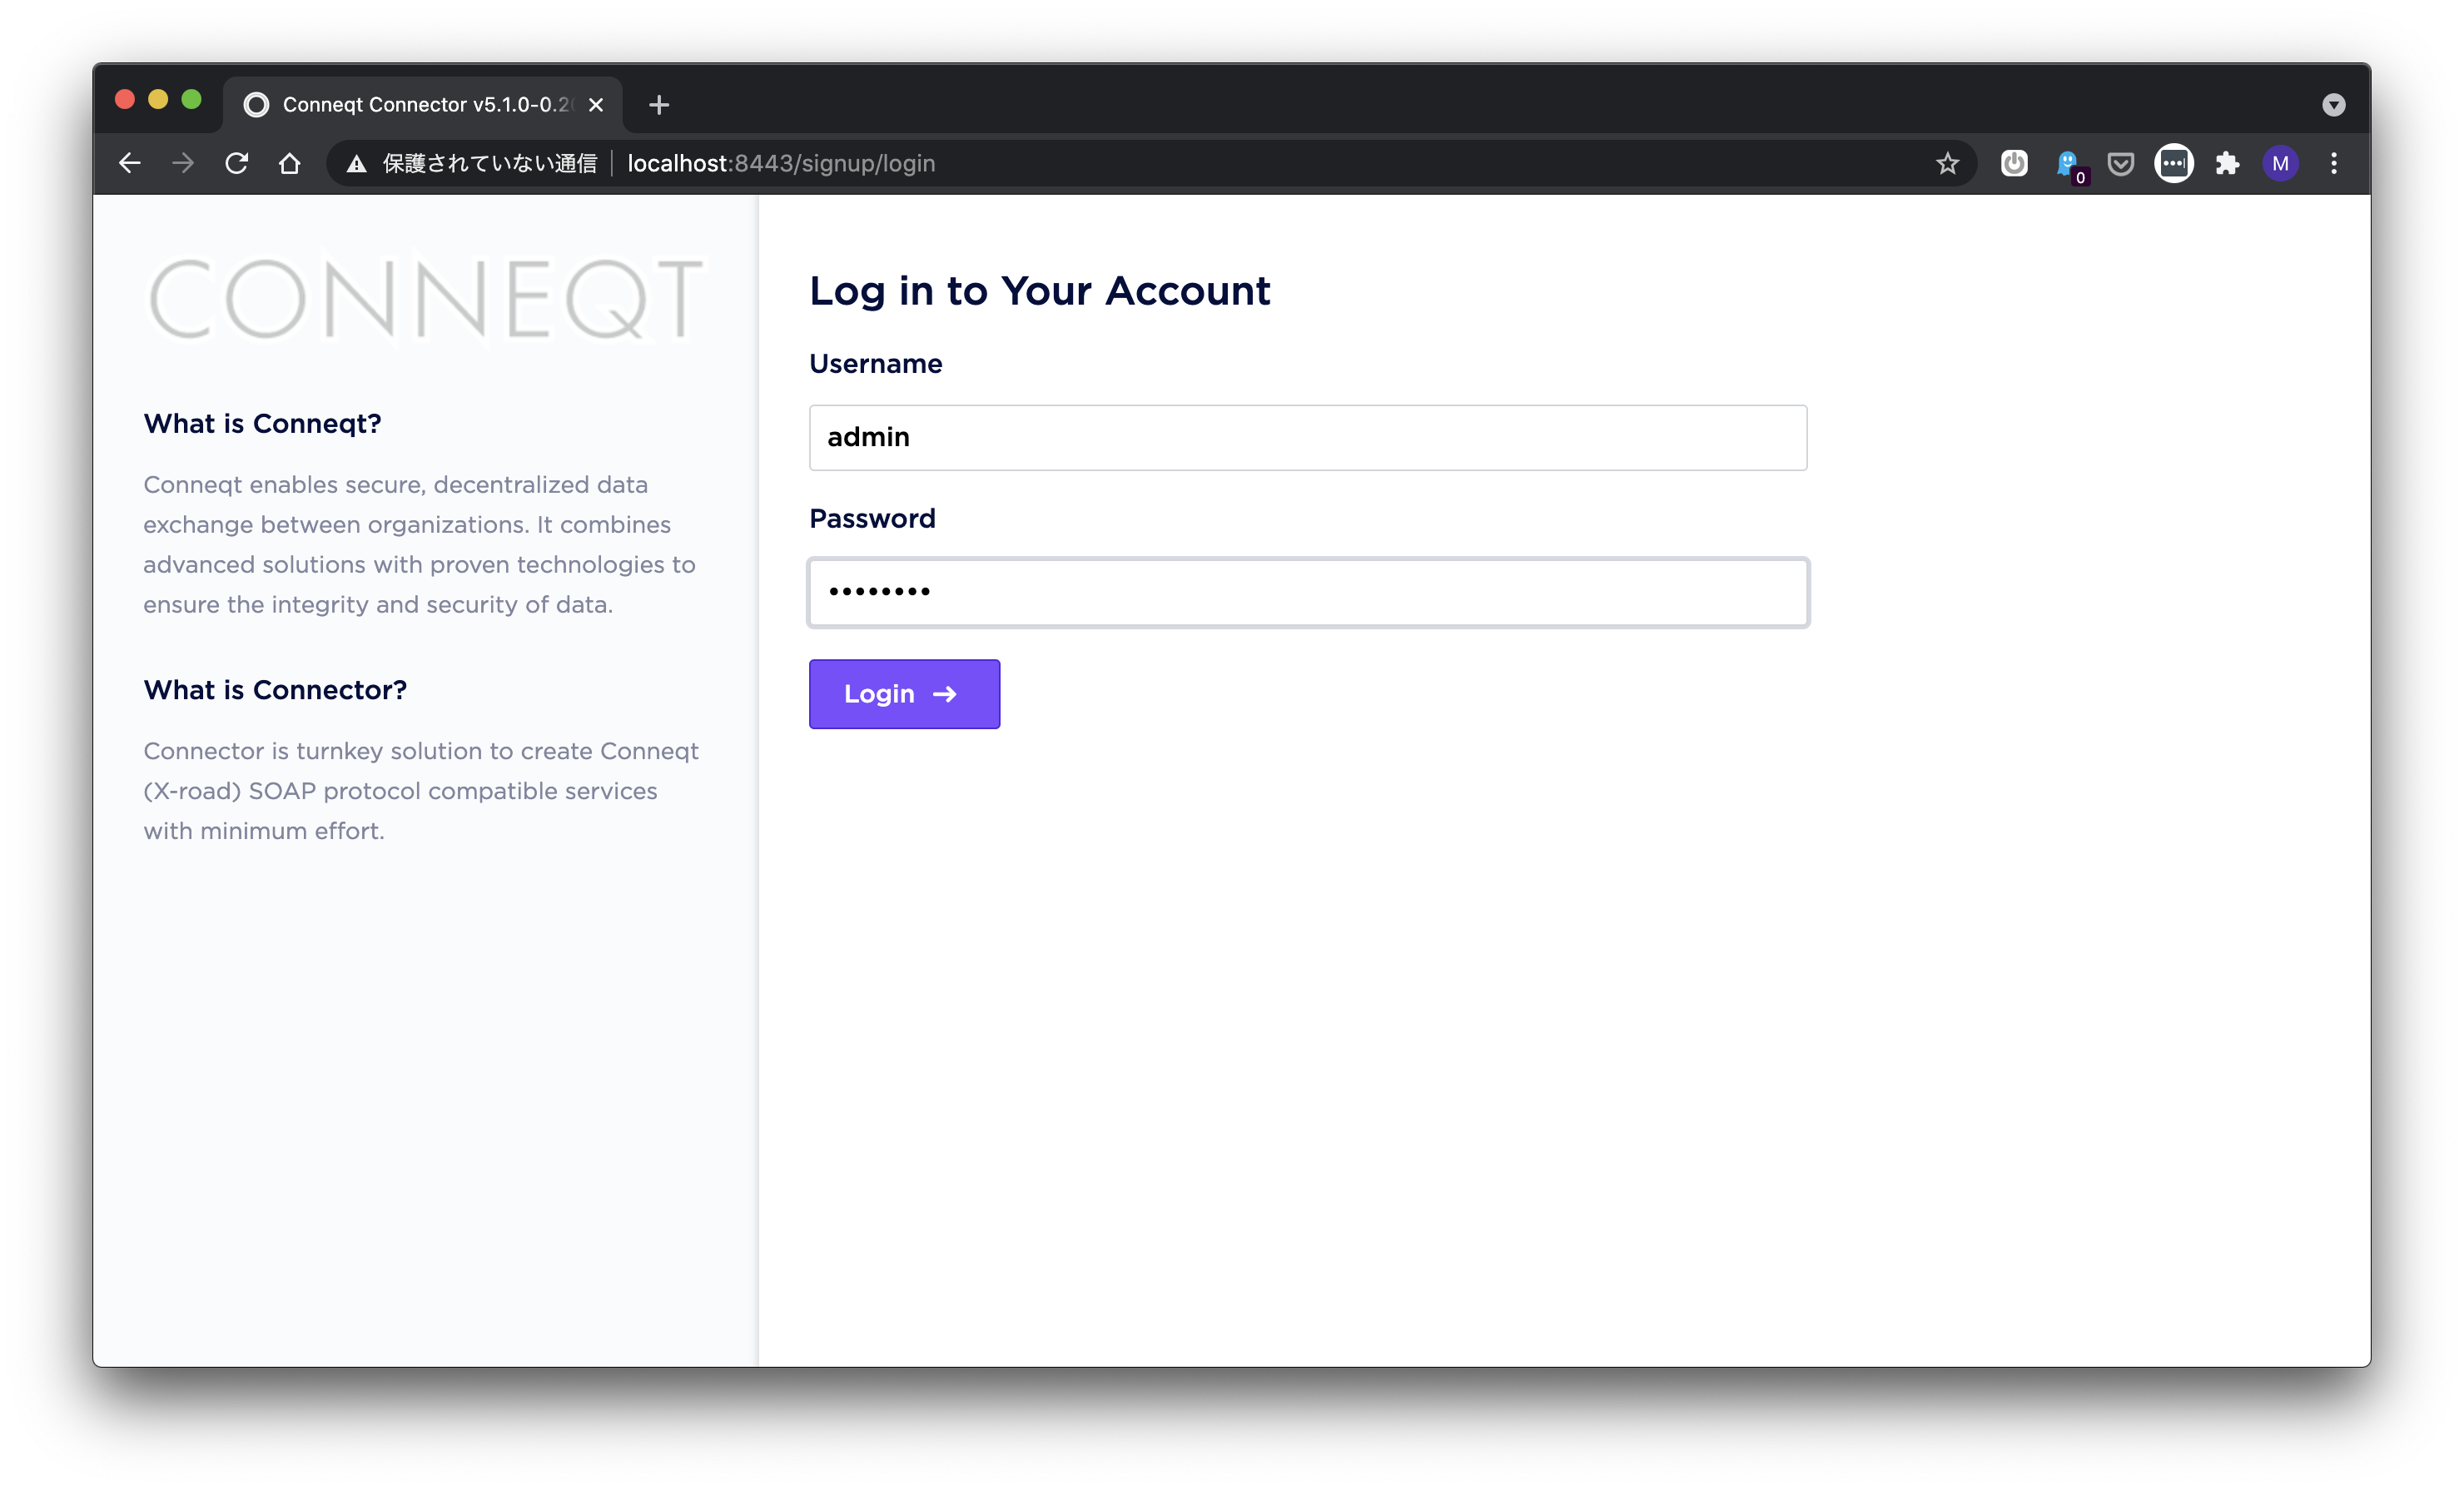 Conneqt Connector v5.1.0-0.2
保護されていない通信 localhost:8443/signup/login
0
M
CONNEQT
What is Conneqt?
Conneqt enables secure, decentralized data
exchange between organizations. It combines
advanced solutions with proven technologies to
ensure the integrity and security of data.
What is Connector?
Connector is turnkey solution to create Conneqt
(X-road) SOAP protocol compatible services
with minimum effort.
Log in to Your Account
Username
admin
Password
••••••••
Login →